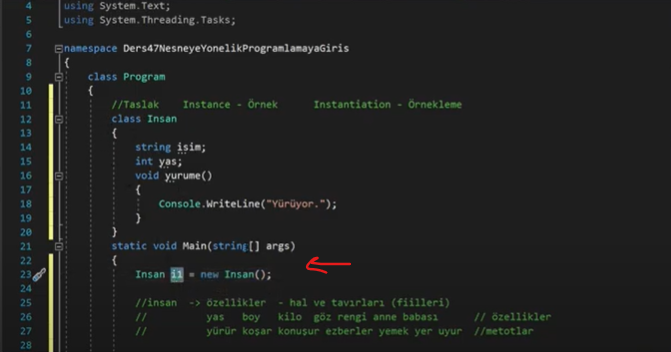 4 using System.Text;
5 using System.Threading.Tasks;
6
7 namespace Ders47NesneyeYonelikProgramlamayaGiris
8 {
9 class Program
10 {
11 //Taslak Instance - Örnek Instantiation - Örnekleme
12 class Insan
13 {
14 string isim;
15 int yas;
16 void yurume()
17 {
18 Console.WriteLine("Yürüyor.");
19 }
20 }
21 static void Main(string[] args)
22 {
23 Insan i1 = new Insan();
24
25 //insan -> özellikler - hal ve tavırları (fiilleri)
26 // yas boy kilo göz rengi anne babası // özellikler
27 // yürür koşar konuşur ezberler yemek yer uyur //metotlar
28